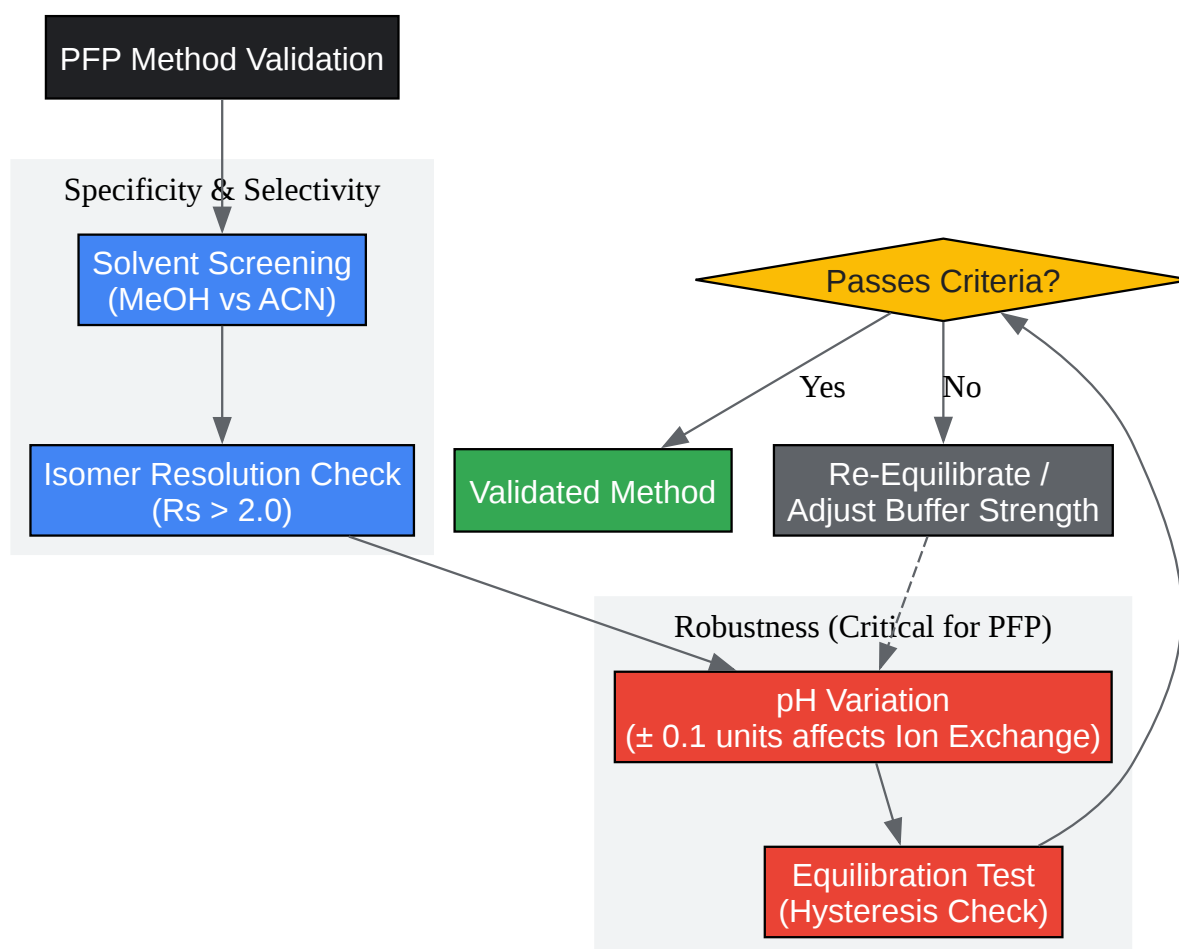 PFP Method Validation
Specificity & Selectivity
Solvent Screening
(MeOH vs ACN)
Isomer Resolution Check
(Rs > 2.0)
Passes Criteria?
Yes
No
Validated Method
Re-Equilibrate /
Adjust Buffer Strength
Robustness (Critical for PFP)
pH Variation
(± 0.1 units affects Ion Exchange)
Equilibration Test
(Hysteresis Check)